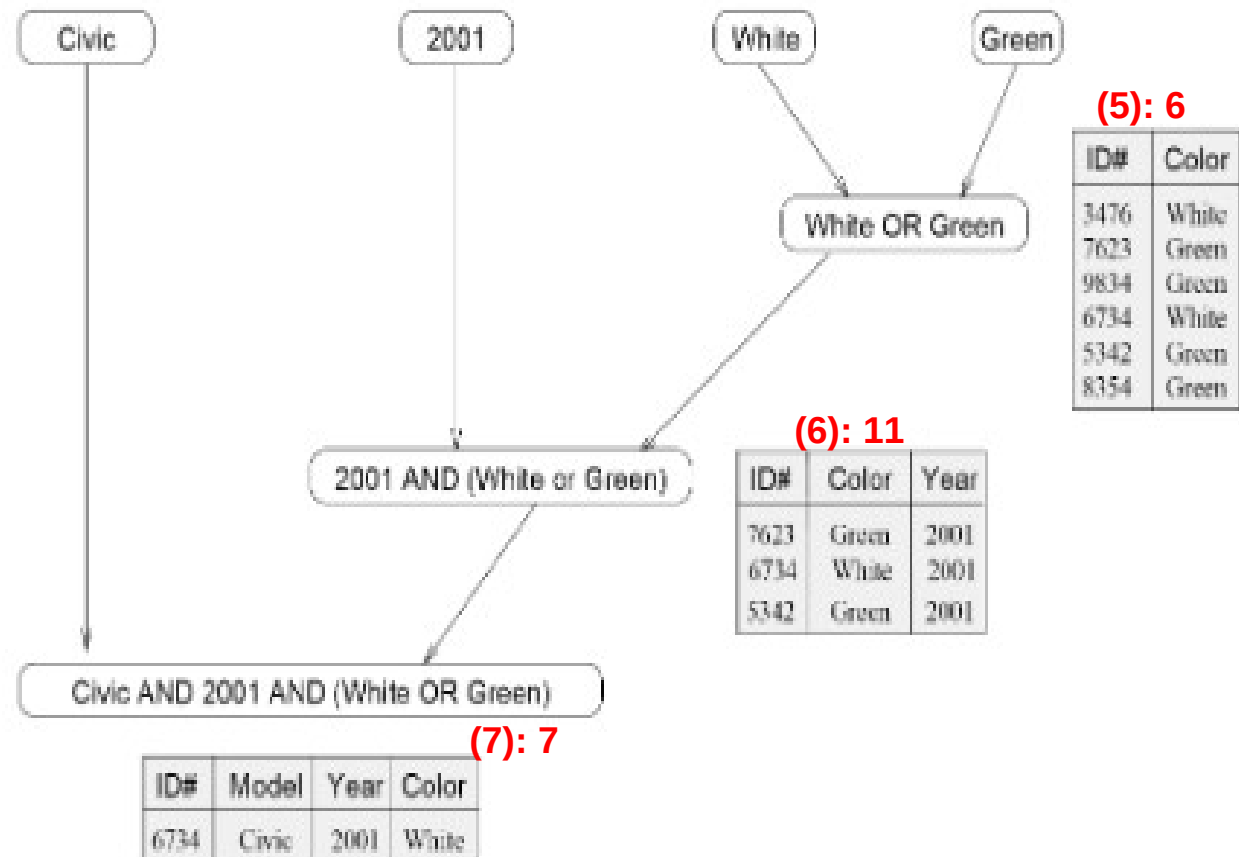 Civic 2001 White Green
(5): 6
ID# Color
3476 White
7623 Green
9834 Green
6734 White
5342 Green
8354 Green
White OR Green
(6): 11
2001 AND (White or Green)
ID# Color Year
7623 Green 2001
6734 White 2001
5342 Green 2001
Civic AND 2001 AND (White OR Green)
(7): 7
ID# Model Year Color
6734 Civic 2001 White